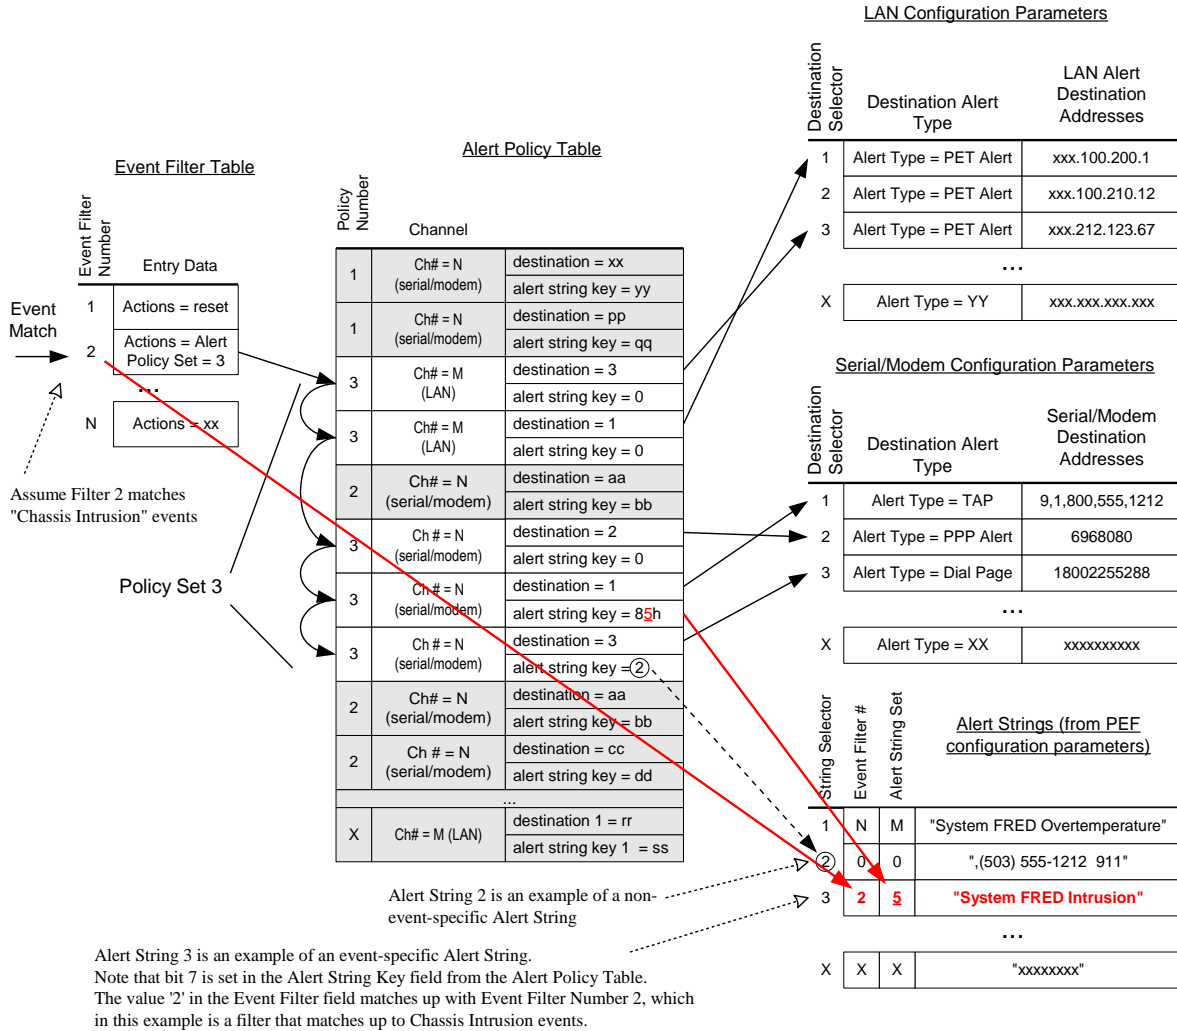 LAN Configuration Parameters
Destination Selector
Destination Alert Type
LAN Alert Destination Addresses
1 Alert Type = PET Alert xxx.100.200.1
2 Alert Type = PET Alert xxx.100.210.12
3 Alert Type = PET Alert xxx.212.123.67
...
X Alert Type = YY xxx.xxx.xxx.xxx
Event Filter Table
Event Filter Number
Entry Data
Event Match
1 Actions = reset
2 Actions = Alert Policy Set = 3
...
N Actions = xx
Assume Filter 2 matches
"Chassis Intrusion" events
Policy Set 3
Alert Policy Table
Policy Number
Channel
1 Ch# = N (serial/modem) destination = xx
alert string key = yy
1 Ch# = N (serial/modem) destination = pp
alert string key = qq
3 Ch# = M (LAN) destination = 3
alert string key = 0
3 Ch# = M (LAN) destination = 1
alert string key = 0
2 Ch# = N (serial/modem) destination = aa
alert string key = bb
3 Ch # = N (serial/modem) destination = 2
alert string key = 0
3 Ch # = N (serial/modem) destination = 1
alert string key = 85h
3 Ch# = N (serial/modem) destination = 3
alert string key = 2
2 Ch# = N (serial/modem) destination = aa
alert string key = bb
2 Ch # = N (serial/modem) destination = cc
alert string key = dd
...
X Ch# = M (LAN) destination 1 = rr
alert string key 1 = ss
Serial/Modem Configuration Parameters
Destination Selector
Destination Alert Type
Serial/Modem Destination Addresses
1 Alert Type = TAP 9,1,800,555,1212
2 Alert Type = PPP Alert 6968080
3 Alert Type = Dial Page 18002255288
...
X Alert Type = XX xxxxxxxxxx
String Selector
Event Filter #
Alert String Set
Alert Strings (from PEF
configuration parameters)
1 N M "System FRED Overtemperature"
2 0 0 ",(503) 555-1212 911"
3 2 5 "System FRED Intrusion"
...
X X X "xxxxxxxx"
Alert String 2 is an example of a non-
event-specific Alert String
Alert String 3 is an example of an event-specific Alert String.
Note that bit 7 is set in the Alert String Key field from the Alert Policy Table.
The value '2' in the Event Filter field matches up with Event Filter Number 2, which
in this example is a filter that matches up to Chassis Intrusion events.